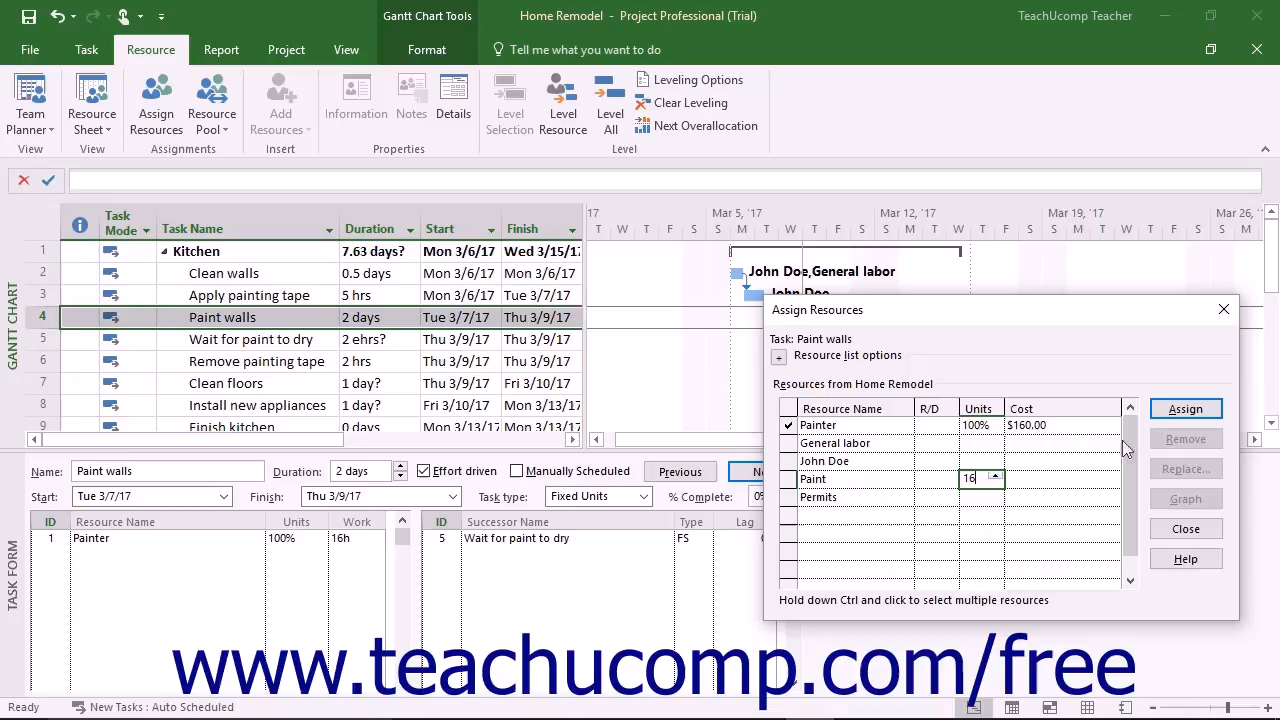 Gantt Chart Tools
Home Remodel - Project Professional (Trial)
TeachUcomp Teacher
File Task Resource Report Project View Format Tell me what you want to do
Team Planner
Resource Sheet
Assign Resources
Resource Pool
Add Resources
Information
Notes
Details
Level Selection
Level Resource
Level All
Leveling Options
Clear Leveling
Next Overallocation
View View Assignments Insert Properties Level
GANTT CHART
Task Mode Task Name Duration Start Finish
'17 Mar 5, '17 Mar 12, '17 Mar 19, '17 Mar 26, '17
T W T F S S M T W T F S S M T W T F S S M T W T F S S M
1 Kitchen 7.63 days? Mon 3/6/17 Wed 3/15/17
2 Clean walls 0.5 days Mon 3/6/17 Mon 3/6/17
3 Apply painting tape 5 hrs Mon 3/6/17 Tue 3/7/17
4 Paint walls 2 days Tue 3/7/17 Thu 3/9/17
5 Wait for paint to dry 2 ehrs? Thu 3/9/17 Thu 3/9/17
6 Remove painting tape 2 hrs Thu 3/9/17 Thu 3/9/17
7 Clean floors 1 day? Thu 3/9/17 Fri 3/10/17
8 Install new appliances 1 day? Fri 3/10/17 Mon 3/13/17
9 Finish kitchen 0 days Mon 3/13/17 Mon 3/13/17
John Doe,General labor
John Doe
Assign Resources
Task: Paint walls
+ Resource list options
Resources from Home Remodel
Resource Name R/D Units Cost
Painter 100% $160.00
General labor
John Doe
Paint 16
Permits
Assign
Remove
Replace...
Graph
Close
Help
Hold down Ctrl and click to select multiple resources
TASK FORM
Name: Paint walls Duration: 2 days Effort driven Manually Scheduled Previous
Start: Tue 3/7/17 Finish: Thu 3/9/17 Task type: Fixed Units % Complete: 0%
ID Resource Name Units Work
1 Painter 100% 16h
ID Successor Name Type Lag
5 Wait for paint to dry FS
www.teachucomp.com/free
Ready New Tasks : Auto Scheduled